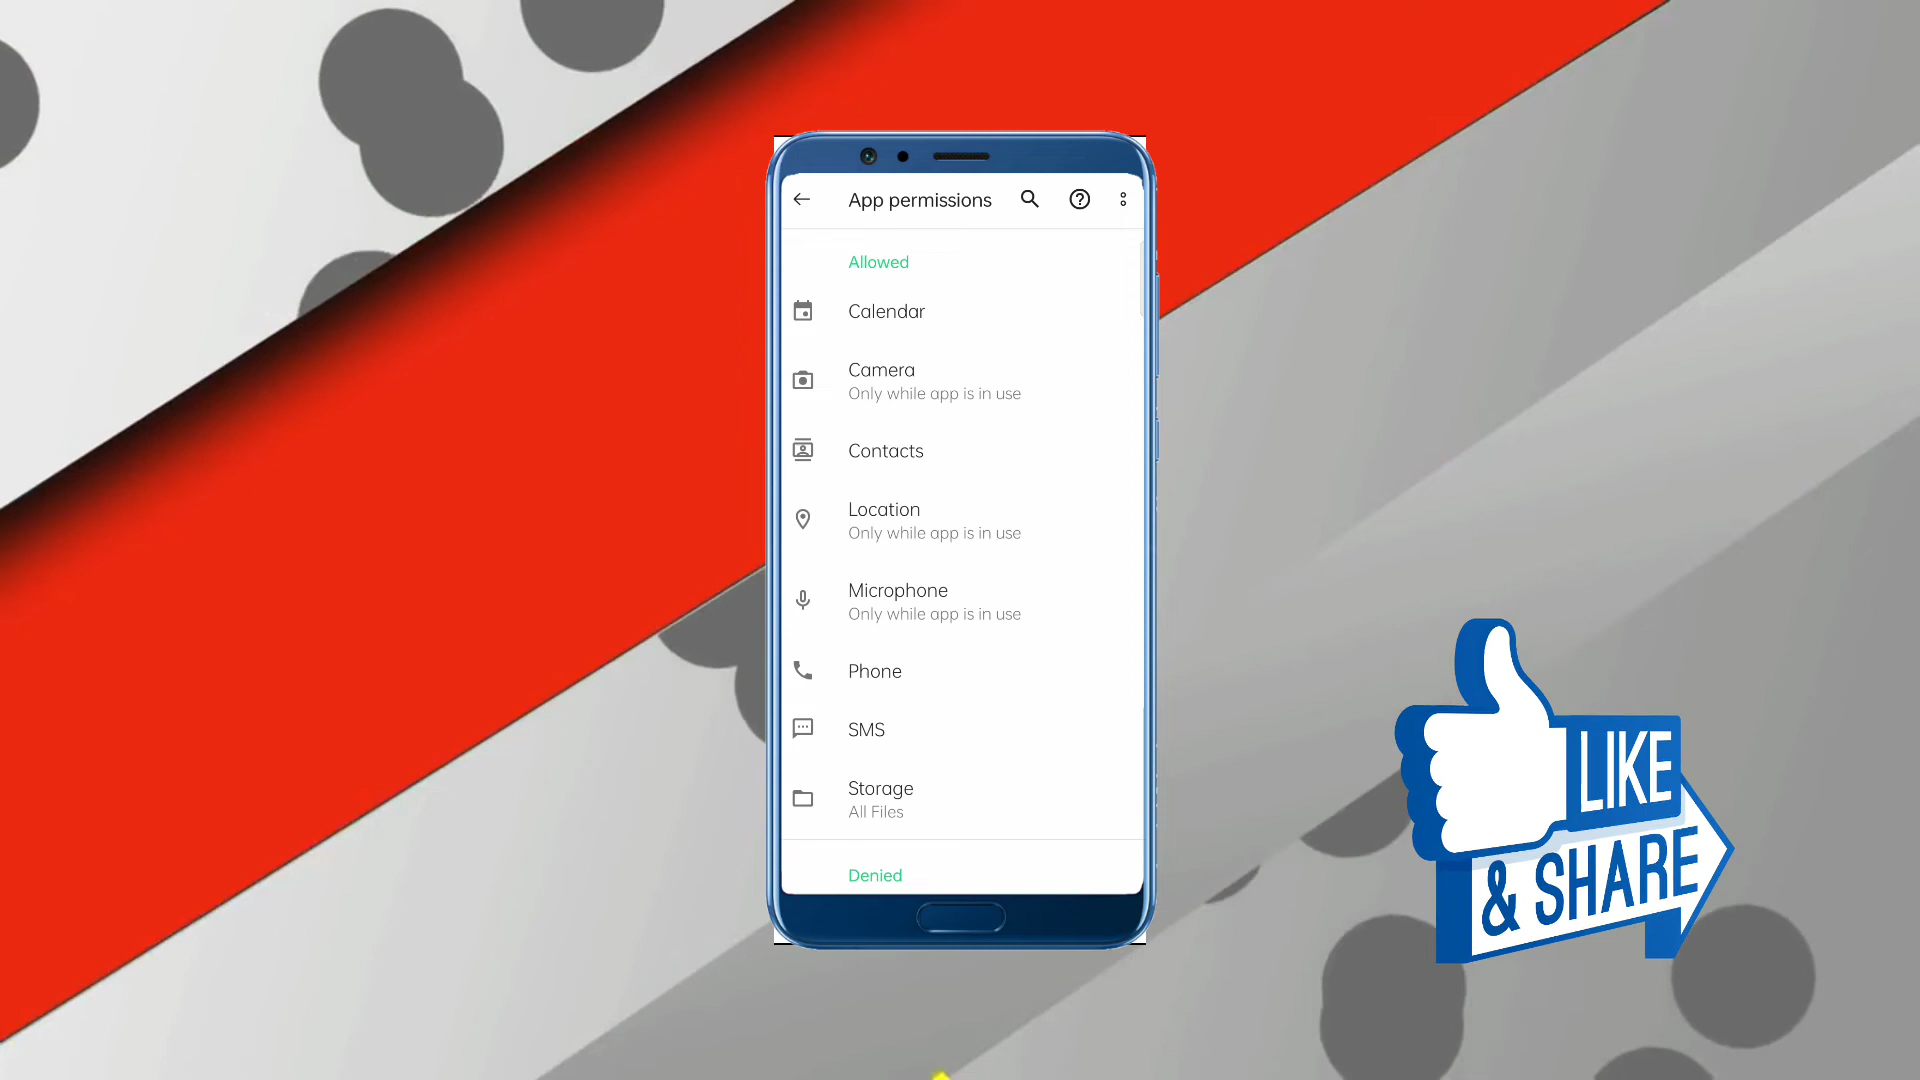 App permissions
Allowed
Calendar
Camera
Only while app is in use
Contacts
Location
Only while app is in use
Microphone
Only while app is in use
Phone
SMS
Storage
All Files
Denied
LIKE
& SHARE